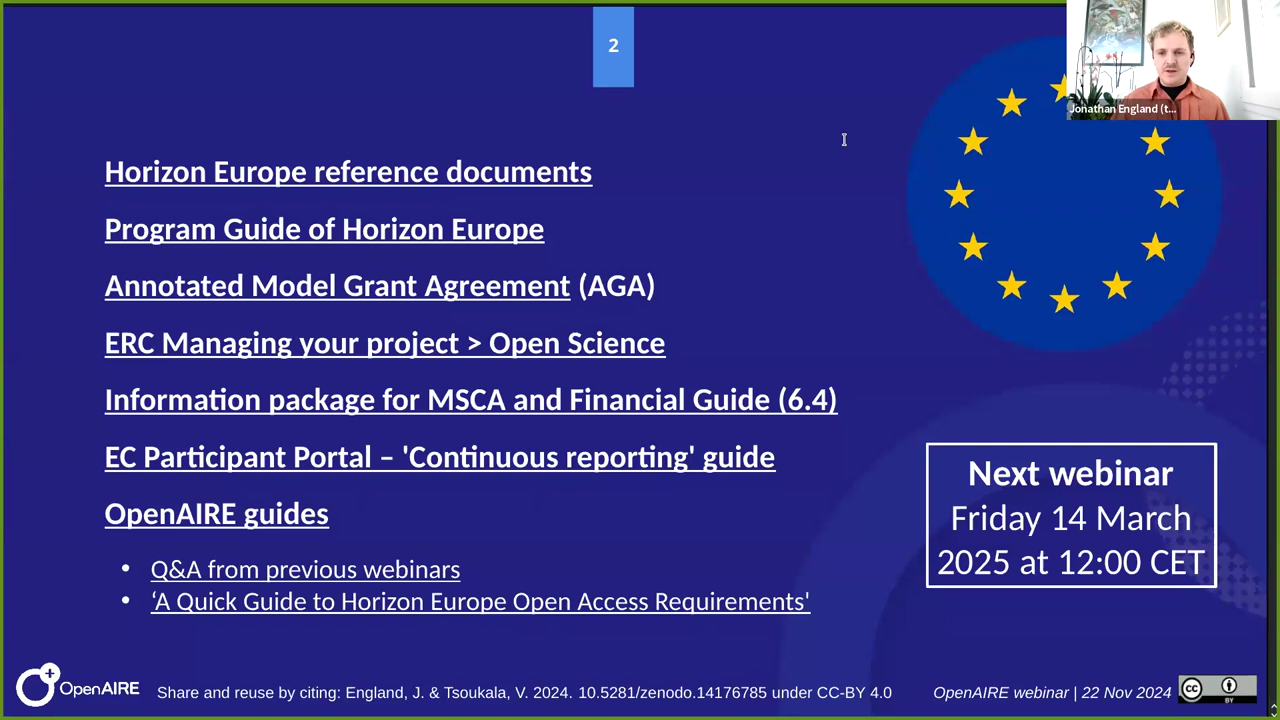 2
Jonathan England (t...
Horizon Europe reference documents
Program Guide of Horizon Europe
Annotated Model Grant Agreement (AGA)
ERC Managing your project > Open Science
Information package for MSCA and Financial Guide (6.4)
EC Participant Portal – 'Continuous reporting' guide
OpenAIRE guides
• Q&A from previous webinars
• ‘A Quick Guide to Horizon Europe Open Access Requirements'
Next webinar
Friday 14 March
2025 at 12:00 CET
OpenAIRE
Share and reuse by citing: England, J. & Tsoukala, V. 2024. 10.5281/zenodo.14176785 under CC-BY 4.0
OpenAIRE webinar | 22 Nov 2024
cc
BY